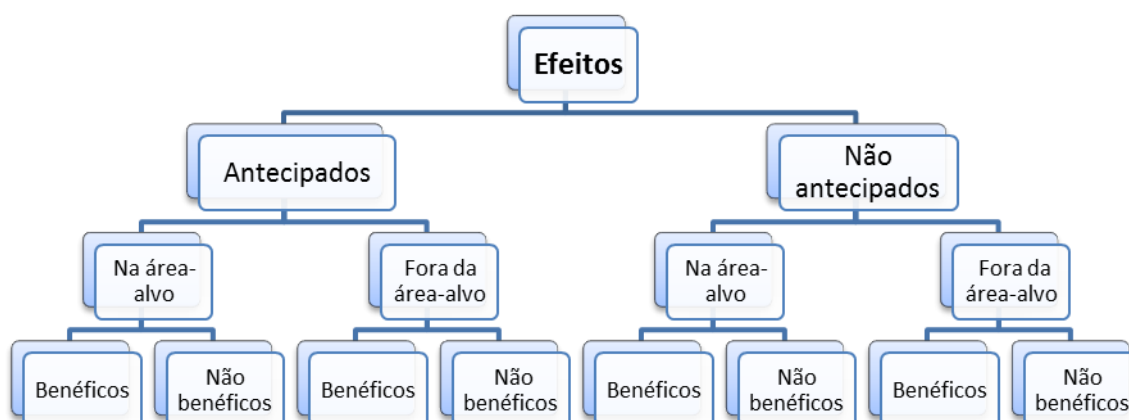 Efeitos
Antecipados
Não
antecipados
Na área-
alvo
Fora da
área-alvo
Na área-
alvo
Fora da
área-alvo
Benéficos
Não
benéficos
Benéficos
Não
benéficos
Benéficos
Não
benéficos
Benéficos
Não
benéficos